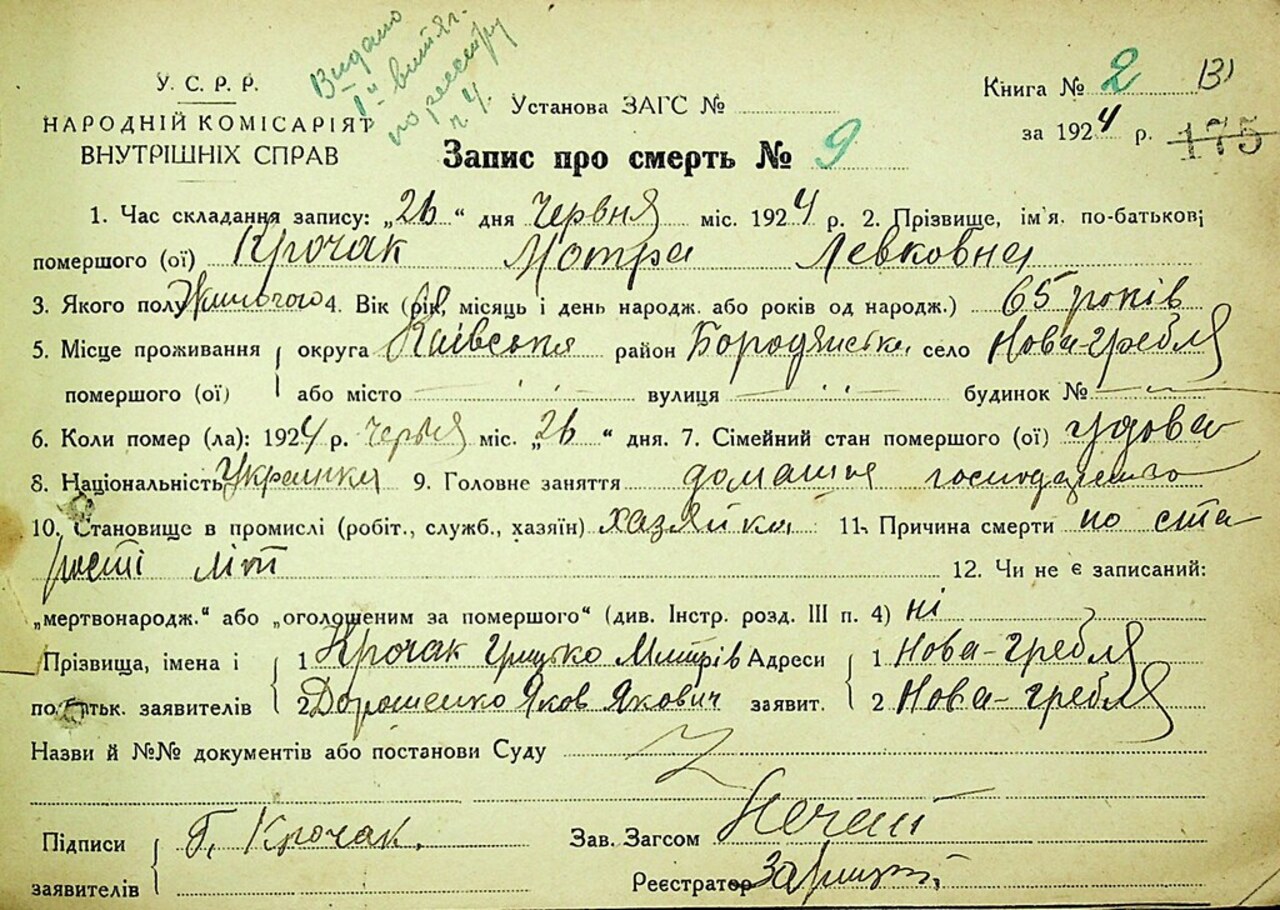 Видано
1й витяг.
по реєстру
ч 4.
У. С. Р. Р.
НАРОДНІЙ КОМІСАРІЯТ
ВНУТРІШНІХ СПРАВ
Установа ЗАГС №
Книга № 2 (3)
за 1924 р. 175
Запис про смерть № 9
1. Час складання запису: „26“ дня Червня міс. 1924 р. 2. Прізвище, ім'я, по-батькові
помершого (ої) Крочак Мотра Левковна
3. Якого полу Жиночого 4. Вік (рік, місяць і день народж. або років од народж.) 65 років
5. Місце проживання округа Київська район Бородянськи село Нова-гребля
помершого (ої) або місто вулиця будинок №
6. Коли помер (ла): 1924 р. Червня міс. „26“ дня. 7. Сімейний стан помершого (ої) удова
8. Національність Українка 9. Головне заняття домашнє господарство
10. Становище в промислі (робіт., служб., хазяїн) хазяйка 11. Причина смерти по ста
рості літ 12. Чи не є записаний:
„мертвонародж.“ або „оголошеним за помершого“ (див. Інстр. розд. III п. 4) ні
Прізвища, імена і 1 Крочак Грицько Митрів Адреси 1 Нова-гребля
по батьк. заявителів 2 Дорошенко Яков Якович заявит. 2 Нова-гребля
Назви й №№ документів або постанови Суду
Підписи Г. Крочак. Зав. Загсом Нечай
заявителів Реєстратор